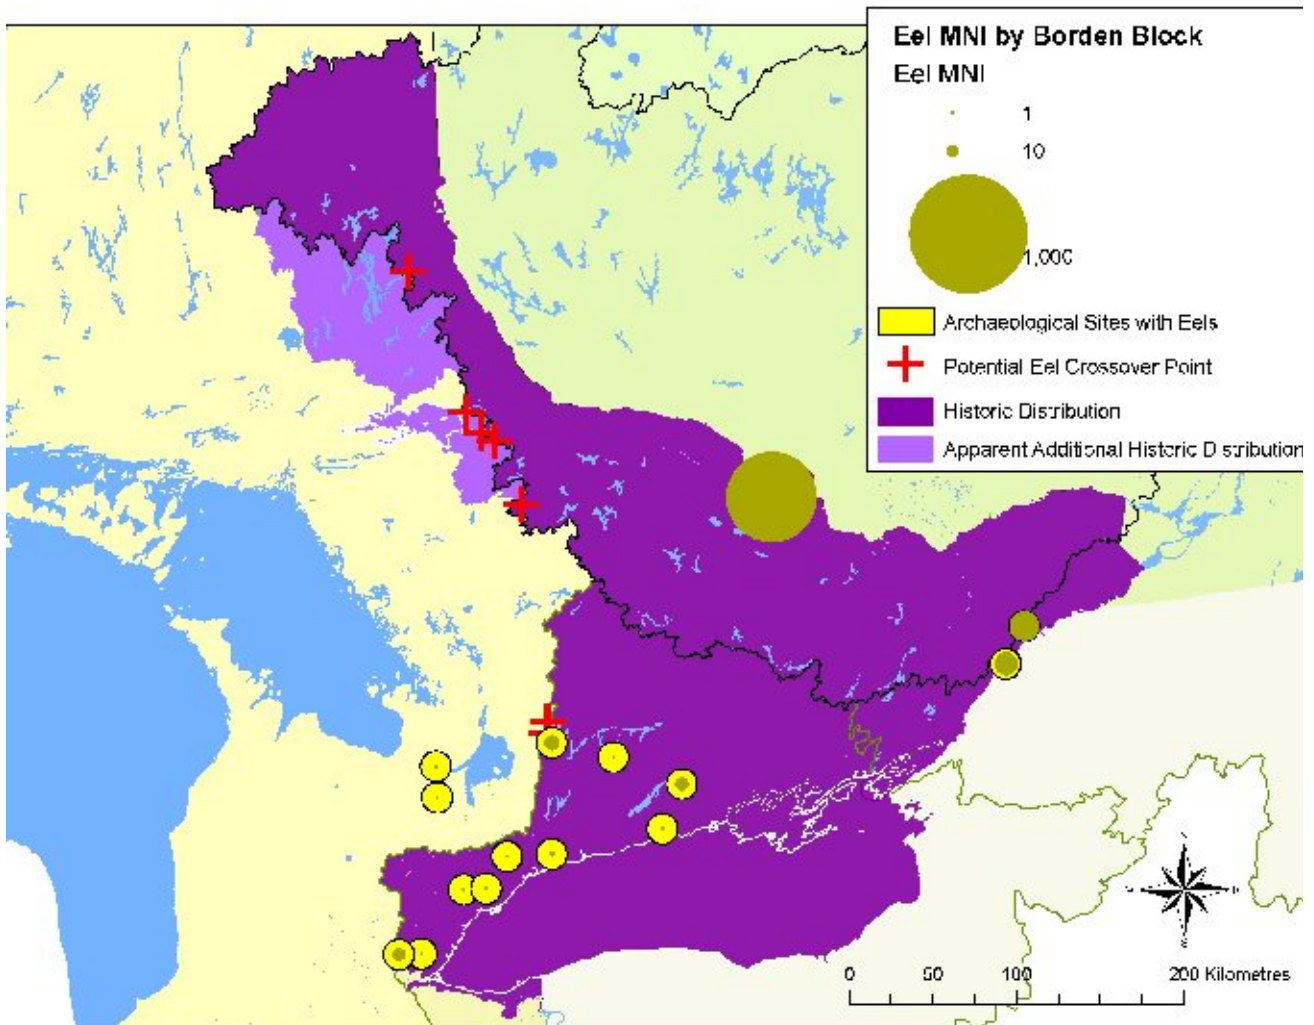 Eel MNI by Borden Block
Eel MNI
1
10
1,000
Archaeological Sites with Eels
Potential Eel Crossover Point
Historic Distribution
Apparent Additional Historic Distribution
0 50 100 200 Kilometres